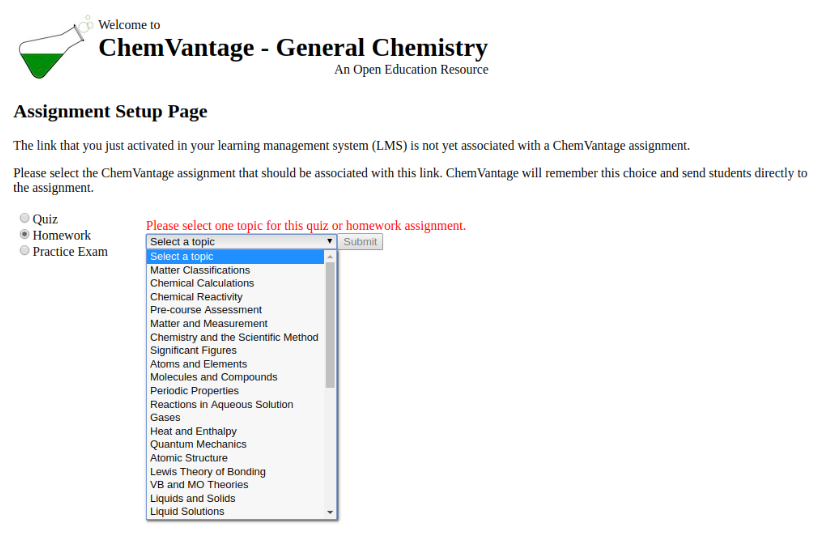 Welcome to
ChemVantage - General Chemistry
An Open Education Resource
Assignment Setup Page
The link that you just activated in your learning management system (LMS) is not yet associated with a ChemVantage assignment.
Please select the ChemVantage assignment that should be associated with this link. ChemVantage will remember this choice and send students directly to
the assignment.
Quiz
Homework
Practice Exam
Please select one topic for this quiz or homework assignment.
Select a topic
Submit
Select a topic
Matter Classifications
Chemical Calculations
Chemical Reactivity
Pre-course Assessment
Matter and Measurement
Chemistry and the Scientific Method
Significant Figures
Atoms and Elements
Molecules and Compounds
Periodic Properties
Reactions in Aqueous Solution
Gases
Heat and Enthalpy
Quantum Mechanics
Atomic Structure
Lewis Theory of Bonding
VB and MO Theories
Liquids and Solids
Liquid Solutions